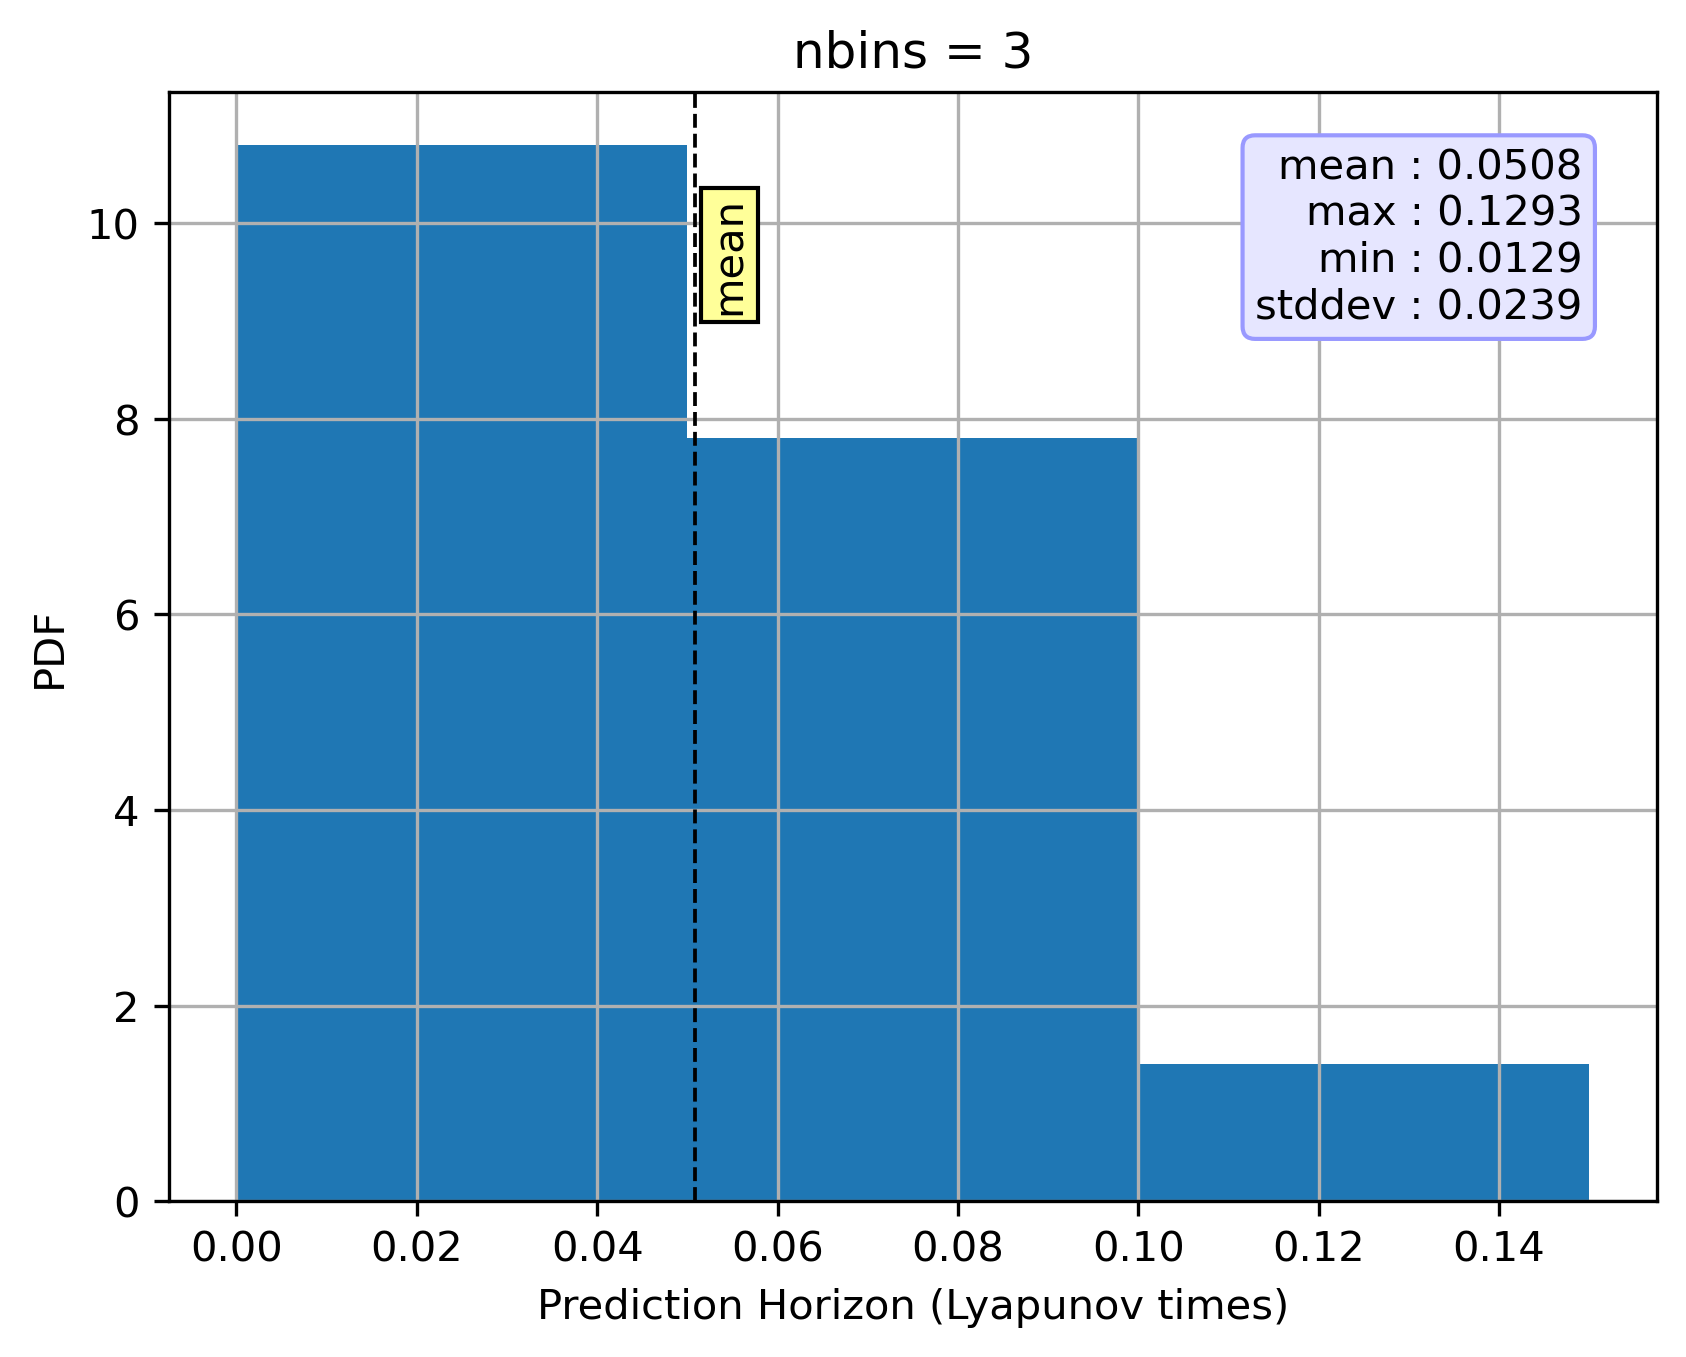 nbins = 3
mean : 0.0508
max : 0.1293
min : 0.0129
stddev : 0.0239
mean
PDF
10
8
6
4
2
0
0.00 0.02 0.04 0.06 0.08 0.10 0.12 0.14
Prediction Horizon (Lyapunov times)